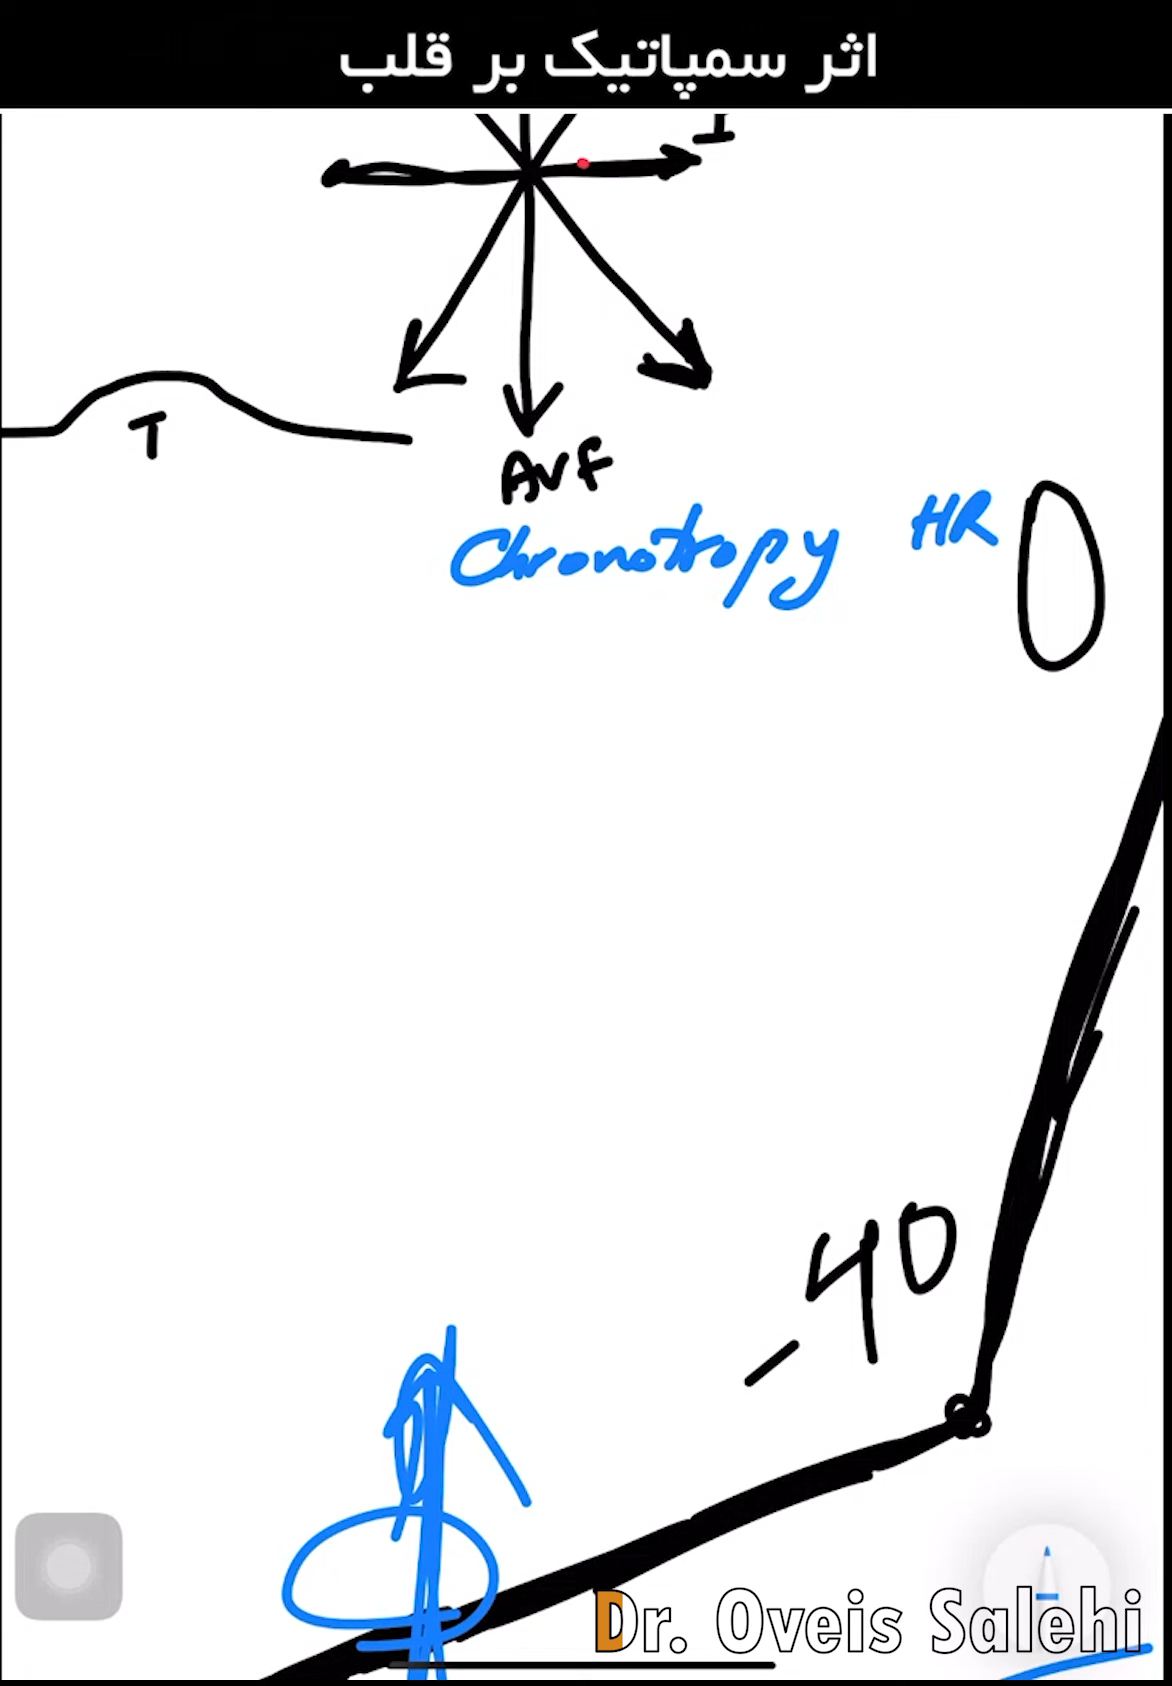 اثر سمپاتیک بر قلب
I
T
AVF
Chronotropy HR
-40
Dr. Oveis Salehi